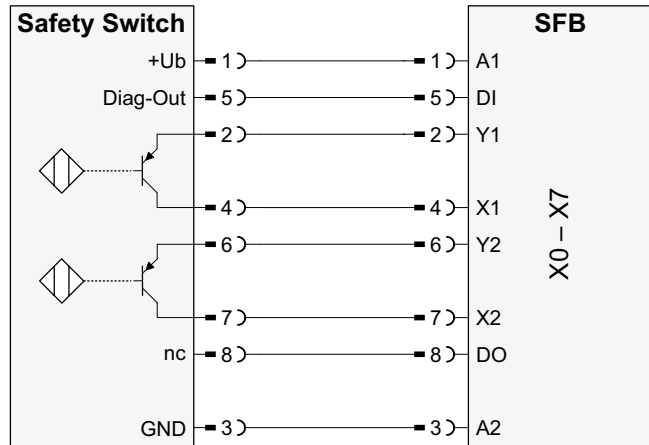 Safety Switch SFB
+Ub 1 1 A1
Diag-Out 5 5 DI
2 2 Y1
4 4 X1
6 6 Y2
7 7 X2
nc 8 8 DO
GND 3 3 A2
X0 – X7